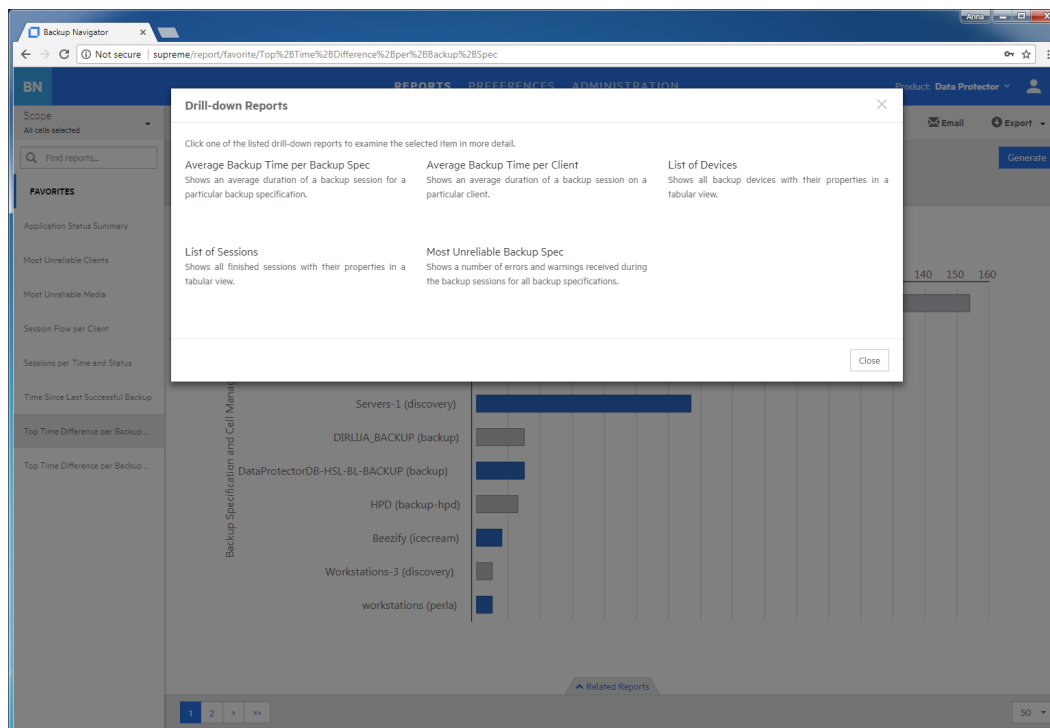 Anna
Backup Navigator
Not secure | supreme/report/favorite/Top%2BTime%2BDifference%2Bper%2BBackup%2BSpec
BN
REPORTS PREFERENCES ADMINISTRATION
Product: Data Protector
Scope
All cells selected
Email
Export
Find reports...
Generate
FAVORITES
Application Status Summary
Most Unreliable Clients
Most Unreliable Media
Session Flow per Client
Sessions per Time and Status
Time Since Last Successful Backup
Top Time Difference per Backup ...
Top Time Difference per Backup ...
Drill-down Reports
Click one of the listed drill-down reports to examine the selected item in more detail.
Average Backup Time per Backup Spec
Shows an average duration of a backup session for a
particular backup specification.
Average Backup Time per Client
Shows an average duration of a backup session on a
particular client.
List of Devices
Shows all backup devices with their properties in a
tabular view.
List of Sessions
Shows all finished sessions with their properties in a
tabular view.
Most Unreliable Backup Spec
Shows a number of errors and warnings received during
the backup sessions for all backup specifications.
Close
140 150 160
Backup Specification and Cell Manag
Servers-1 (discovery)
DIRLIJA_BACKUP (backup)
DataProtectorDB-HSL-BL-BACKUP (backup)
HPD (backup-hpd)
Beezify (icecream)
Workstations-3 (discovery)
workstations (perla)
Related Reports
1 2 > >>
50